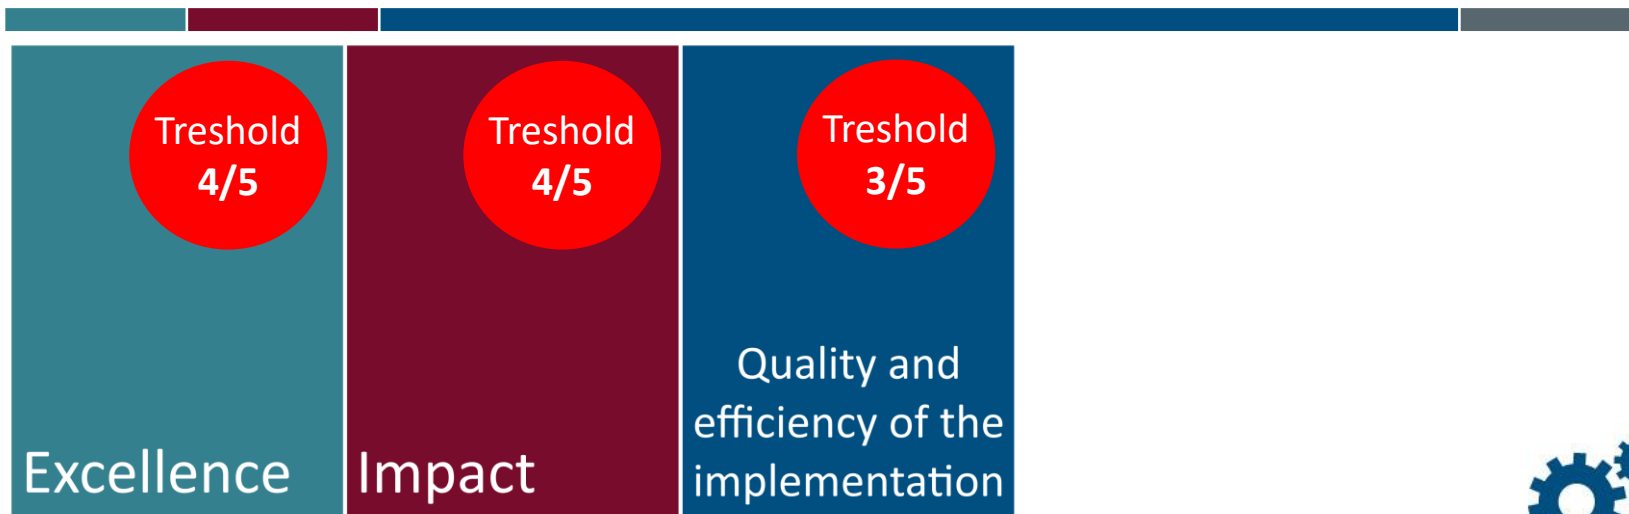 Treshold
4/5
Excellence
Treshold
4/5
Impact
Treshold
3/5
Quality and
efficiency of the
implementation